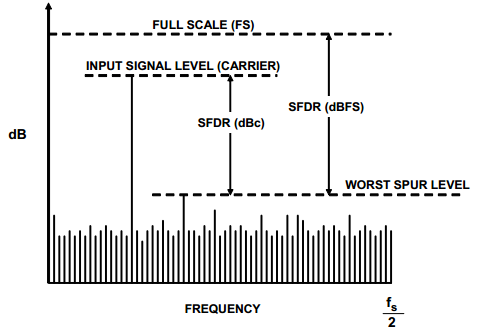 FULL SCALE (FS)
INPUT SIGNAL LEVEL (CARRIER)
SFDR (dBFS)
SFDR (dBc)
dB
WORST SPUR LEVEL
FREQUENCY
fs
2